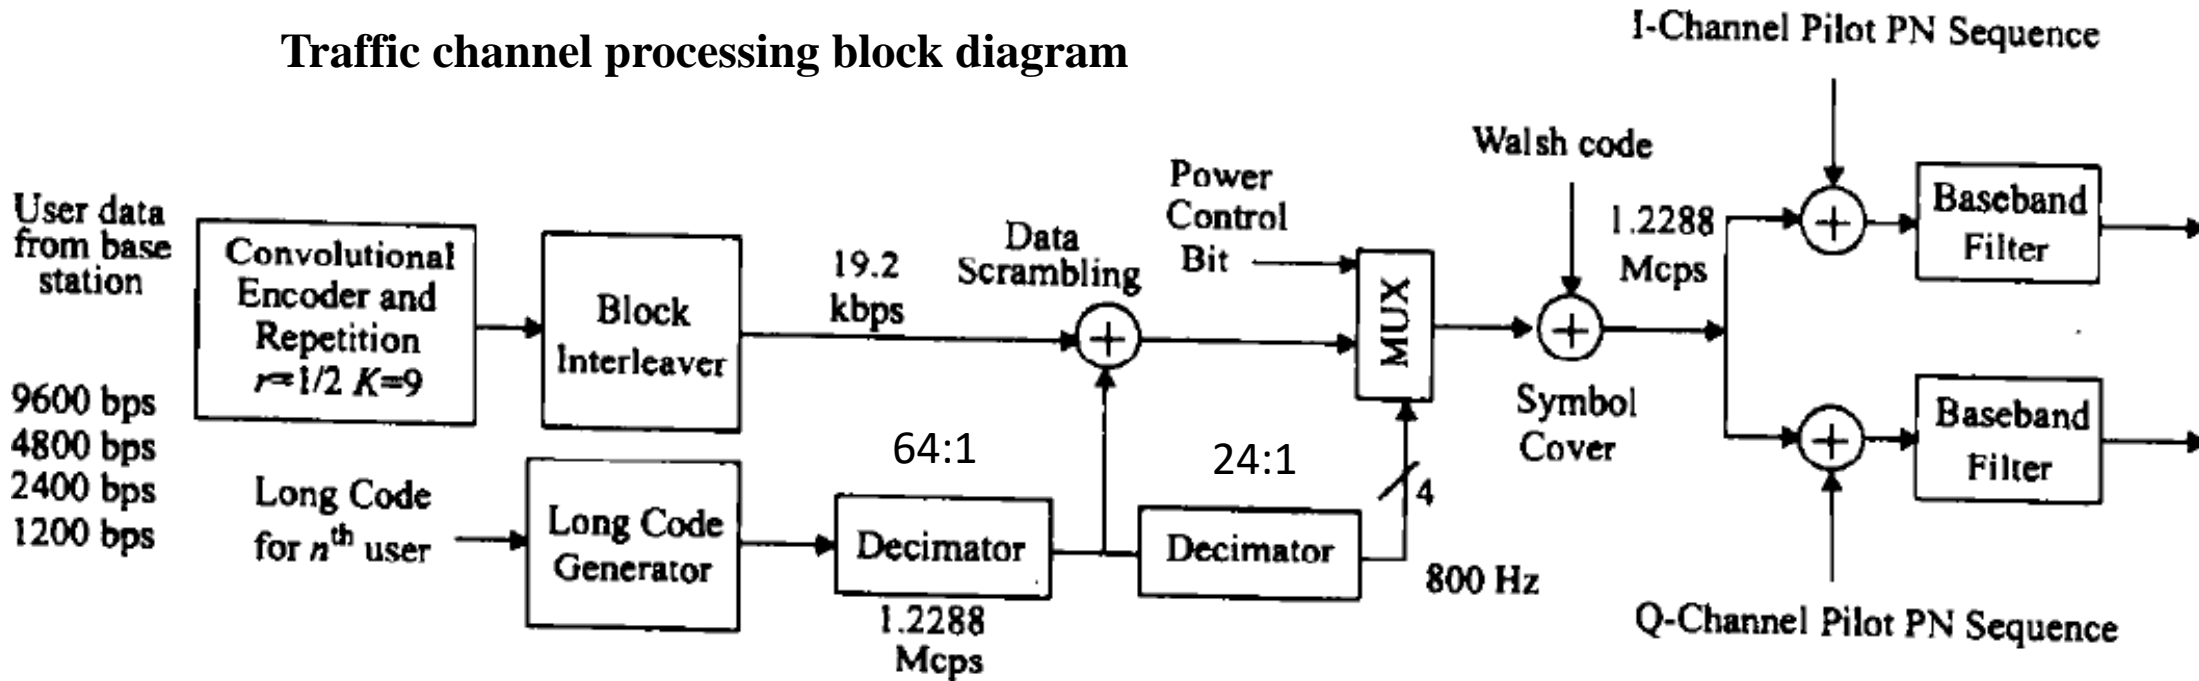 Traffic channel processing block diagram
I-Channel Pilot PN Sequence
User data
from base
station
9600 bps
4800 bps
2400 bps
1200 bps
Convolutional
Encoder and
Repetition
r=1/2 K=9
Block
Interleaver
19.2
kbps
Data
Scrambling
+
Power
Control
Bit
MUX
Walsh code
+
Symbol
Cover
1.2288
Mcps
+
Baseband
Filter
+
Baseband
Filter
Long Code
for nth user
Long Code
Generator
64:1
Decimator
1.2288
Mcps
24:1
Decimator
4
800 Hz
Q-Channel Pilot PN Sequence